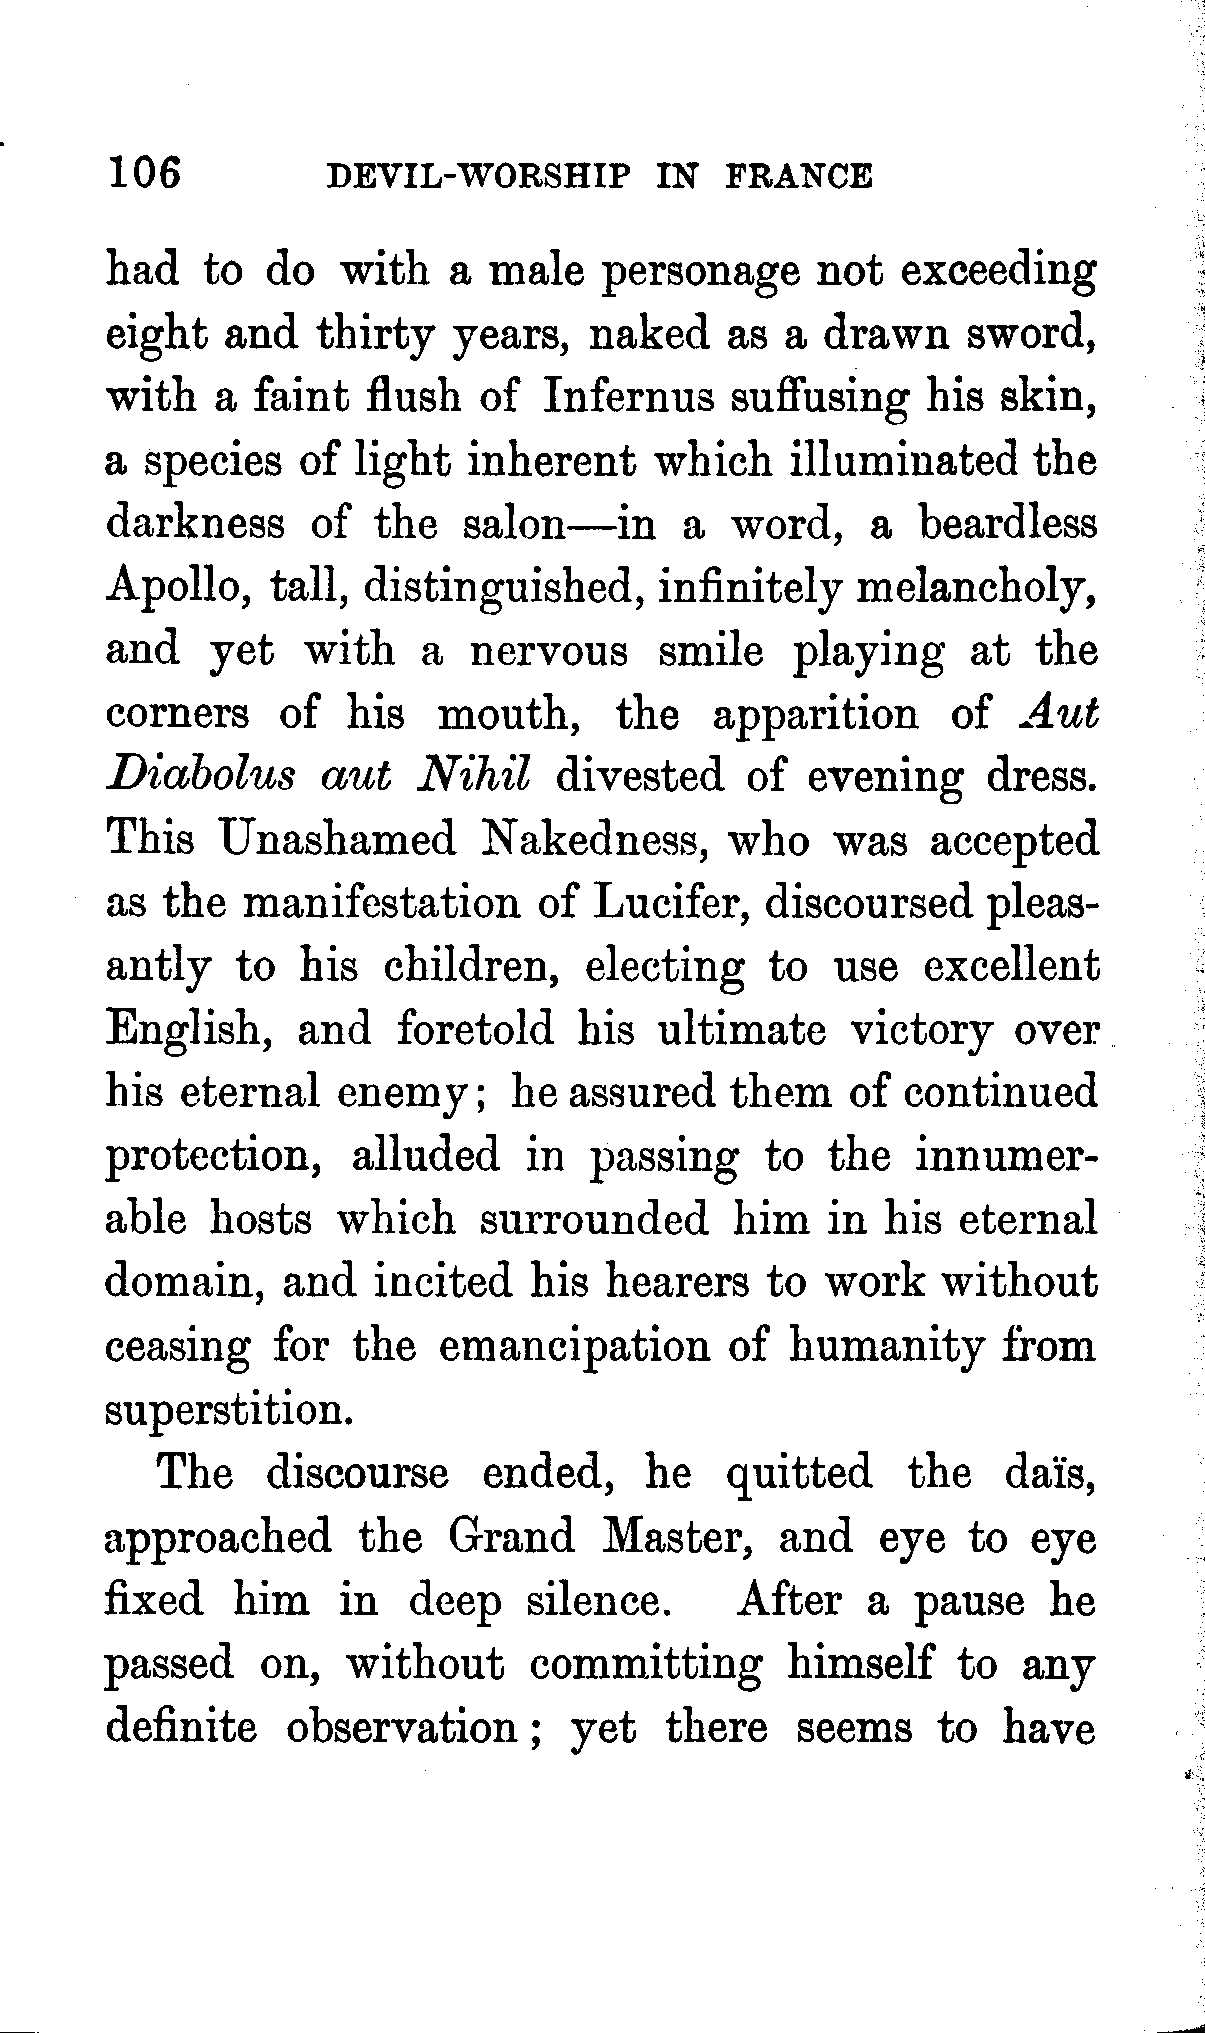 106 DEVIL-WORSHIP IN FRANCE
had to do with a male personage not exceeding
eight and thirty years, naked as a drawn sword,
with a faint flush of Infernus suffusing his skin,
a species of light inherent which illuminated the
darkness of the salon—in a word, a beardless
Apollo, tall, distinguished, infinitely melancholy,
and yet with a nervous smile playing at the
corners of his mouth, the apparition of Aut
Diabolus aut Nihil divested of evening dress.
This Unashamed Nakedness, who was accepted
as the manifestation of Lucifer, discoursed pleas-
antly to his children, electing to use excellent
English, and foretold his ultimate victory over
his eternal enemy; he assured them of continued
protection, alluded in passing to the innumer-
able hosts which surrounded him in his eternal
domain, and incited his hearers to work without
ceasing for the emancipation of humanity from
superstition.
The discourse ended, he quitted the daïs,
approached the Grand Master, and eye to eye
fixed him in deep silence. After a pause he
passed on, without committing himself to any
definite observation; yet there seems to have